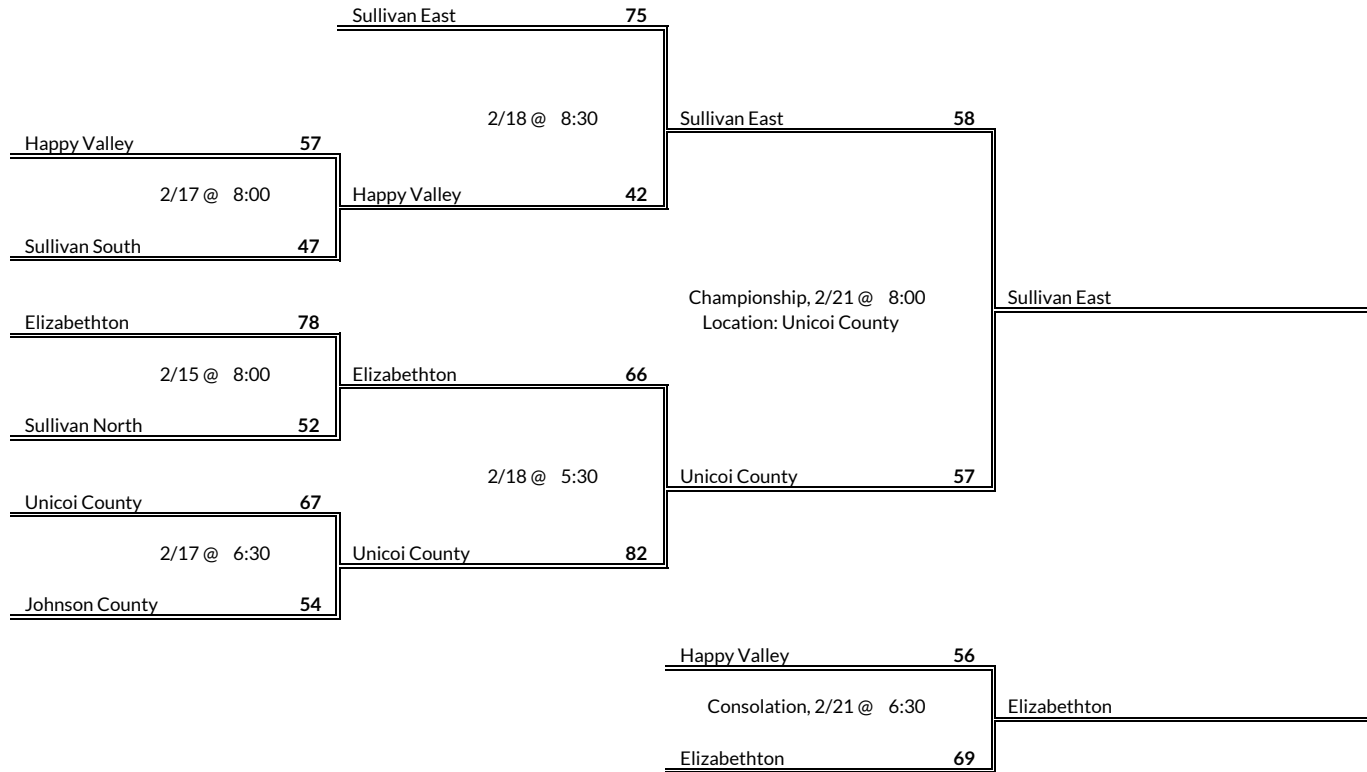 Sullivan East 75
2/18 @ 8:30
Sullivan East 58
Happy Valley 57
2/17 @ 8:00
Happy Valley 42
Sullivan South 47
Championship, 2/21 @ 8:00
Location: Unicoi County
Sullivan East
Elizabethton 78
2/15 @ 8:00
Elizabethton 66
Sullivan North 52
2/18 @ 5:30
Unicoi County 57
Unicoi County 67
2/17 @ 6:30
Unicoi County 82
Johnson County 54
Happy Valley 56
Consolation, 2/21 @ 6:30
Elizabethton
Elizabethton 69